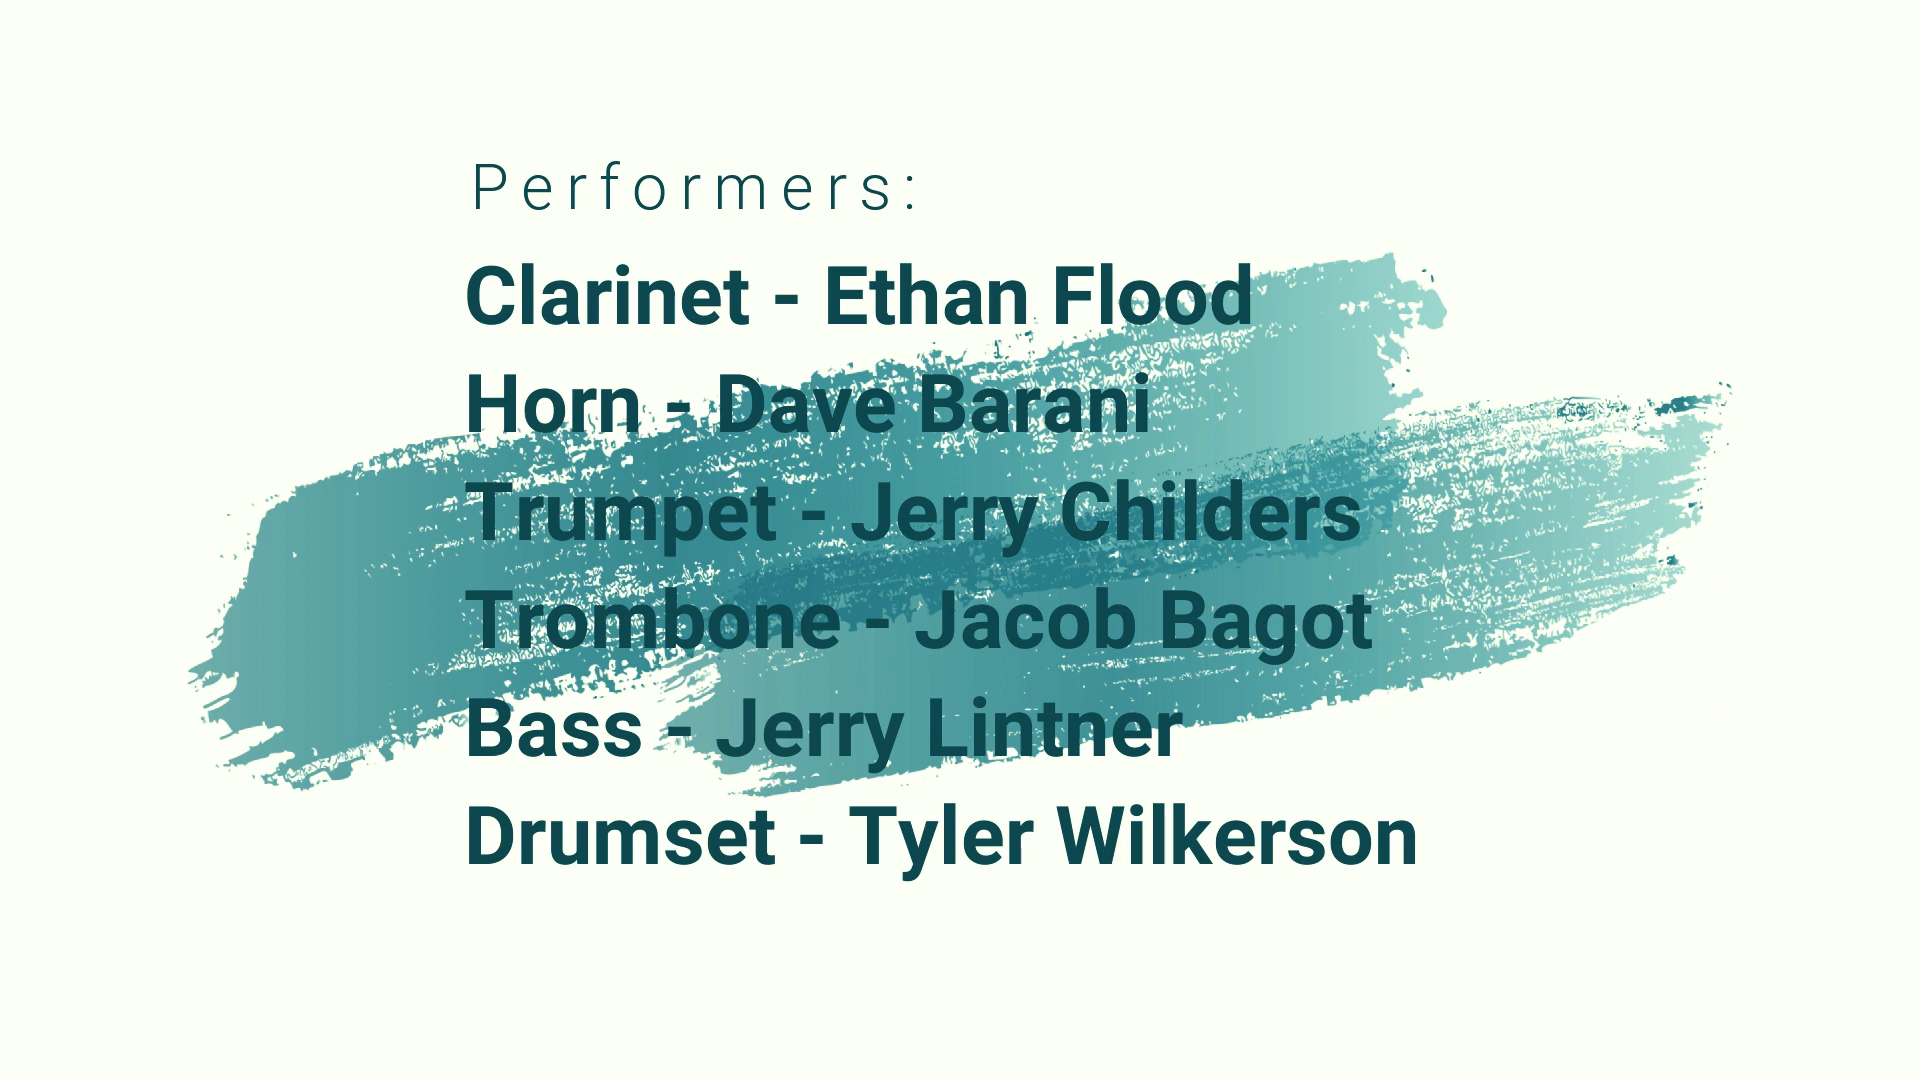 Performers:
Clarinet - Ethan Flood
Horn - Dave Barani
Trumpet - Jerry Childers
Trombone - Jacob Bagot
Bass - Jerry Lintner
Drumset - Tyler Wilkerson